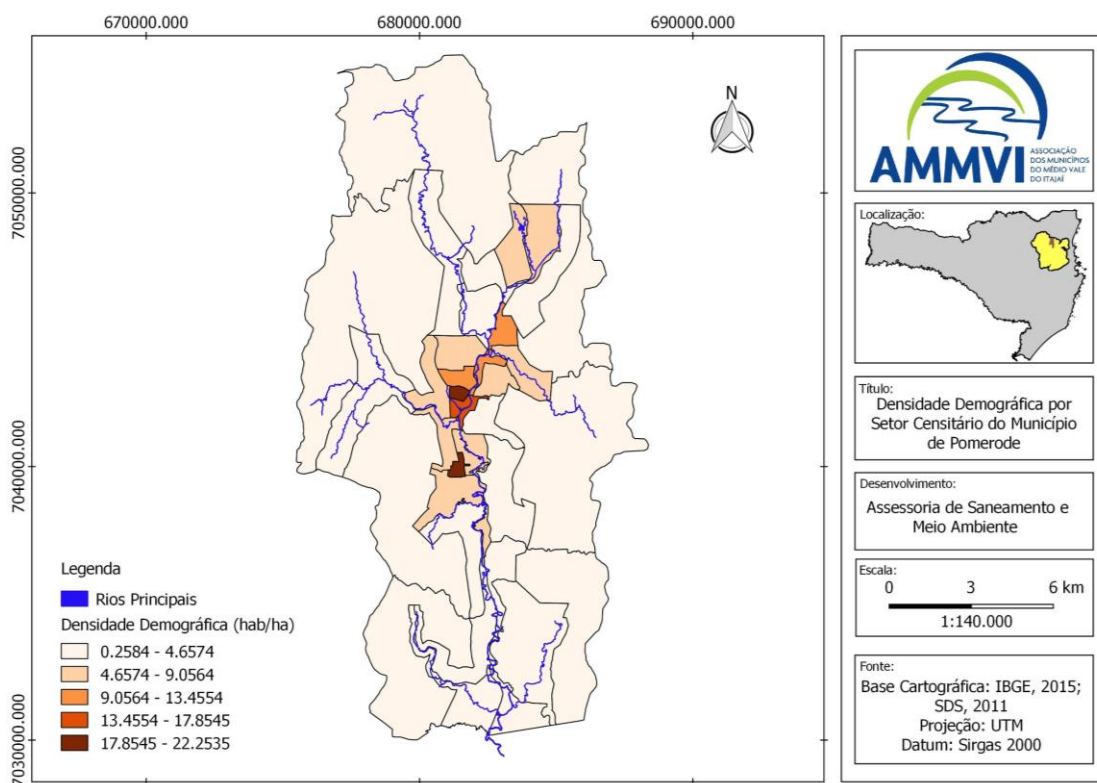 670000.000
680000.000
690000.000
7050000.000
7040000.000
7030000.000
N
Legenda
Rios Principais
Densidade Demográfica (hab/ha)
0.2584 - 4.6574
4.6574 - 9.0564
9.0564 - 13.4554
13.4554 - 17.8545
17.8545 - 22.2535
AMMVI
ASSOCIAÇÃO
DOS MUNICÍPIOS
DO MÉDIO VALE
DO ITAJAÍ
Localização:
Título:
Densidade Demográfica por
Setor Censitário do Município
de Pomerode
Desenvolvimento:
Assessoria de Saneamento e
Meio Ambiente
Escala:
0 3 6 km
1:140.000
Fonte:
Base Cartográfica: IBGE, 2015;
SDS, 2011
Projeção: UTM
Datum: Sirgas 2000